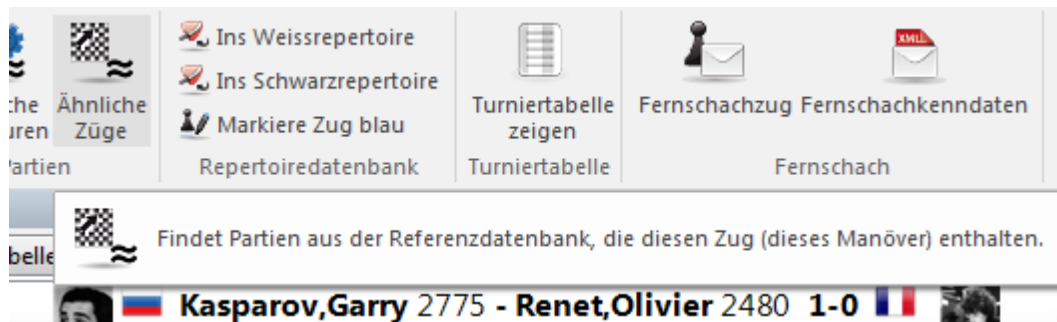 Ins Weissrepertoire
Ins Schwarzrepertoire
Markiere Zug blau
Repertoiredatenbank
Ähnliche
Züge
Turniertabelle
zeigen
Turniertabelle
Fernschachzug Fernschachkenndaten
XML
Fernschach
Findet Partien aus der Referenzdatenbank, die diesen Zug (dieses Manöver) enthalten.
Kasparov,Garry 2775 - Renet,Olivier 2480 1-0